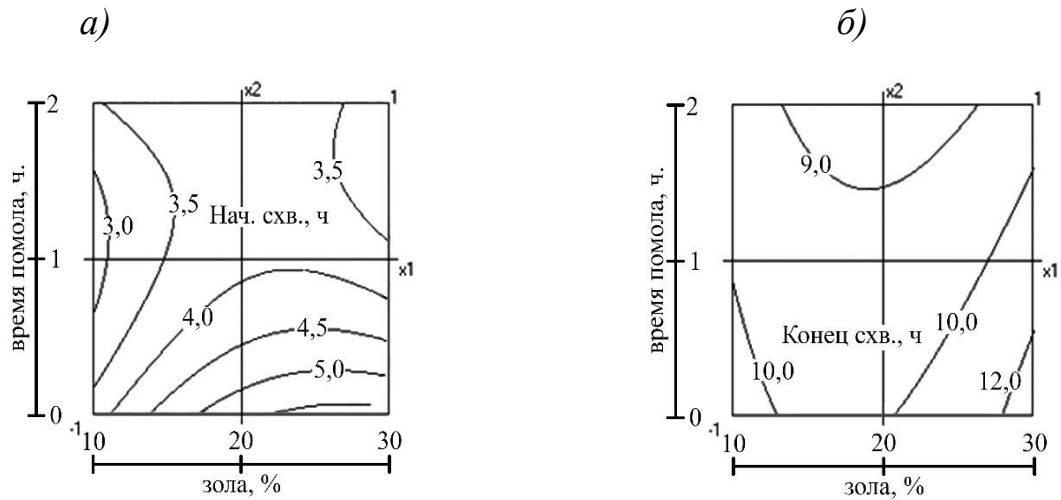 а)
x2
1
2
3,5
3,5
3,0
Нач. схв., ч
1
x1
4,0
4,5
5,0
0
-1
10
20
30
время помола, ч.
зола, %
б)
x2
1
2
9,0
1
x1
Конец схв., ч
10,0
10,0
12,0
0
-1
10
20
30
время помола, ч.
зола, %